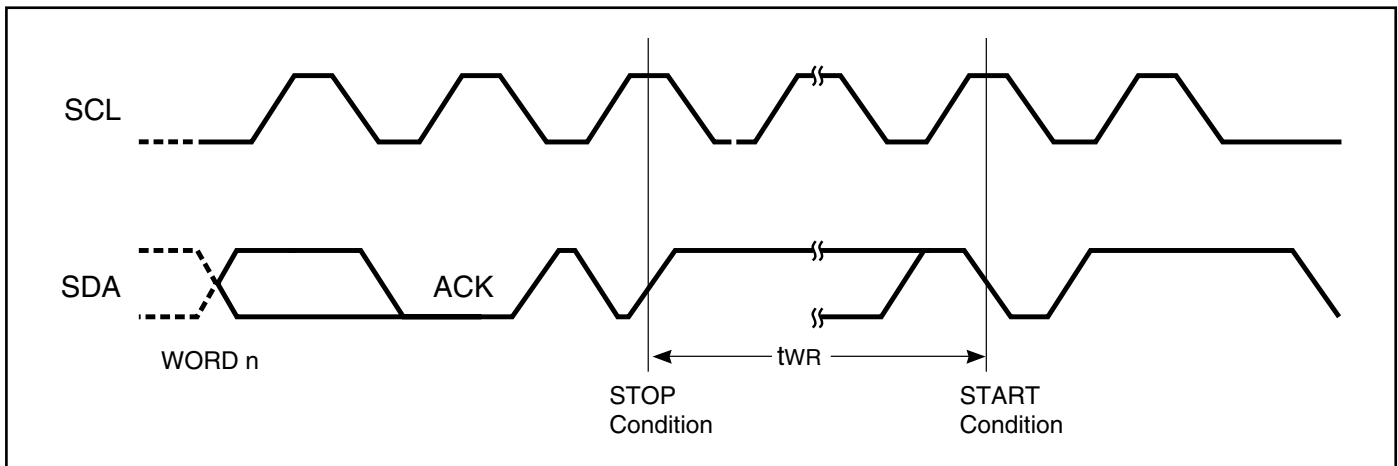 SCL
SDA
ACK
WORD n
tWR
STOP
Condition
START
Condition